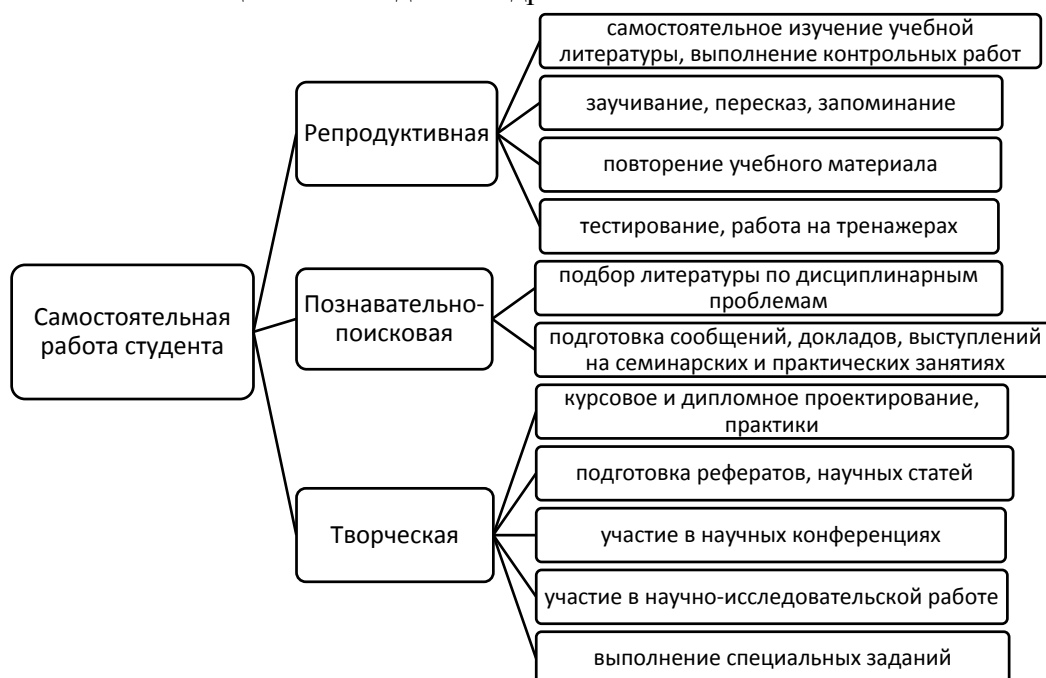 самостоятельное изучение учебной
литературы, выполнение контрольных работ
заучивание, пересказ, запоминание
Репродуктивная
повторение учебного материала
тестирование, работа на тренажерах
подбор литературы по дисциплинарным
проблемам
Познавательно-
поисковая
Самостоятельная
работа студента
подготовка сообщений, докладов, выступлений
на семинарских и практических занятиях
курсовое и дипломное проектирование,
практики
подготовка рефератов, научных статей
Творческая
участие в научных конференциях
участие в научно-исследовательской работе
выполнение специальных заданий